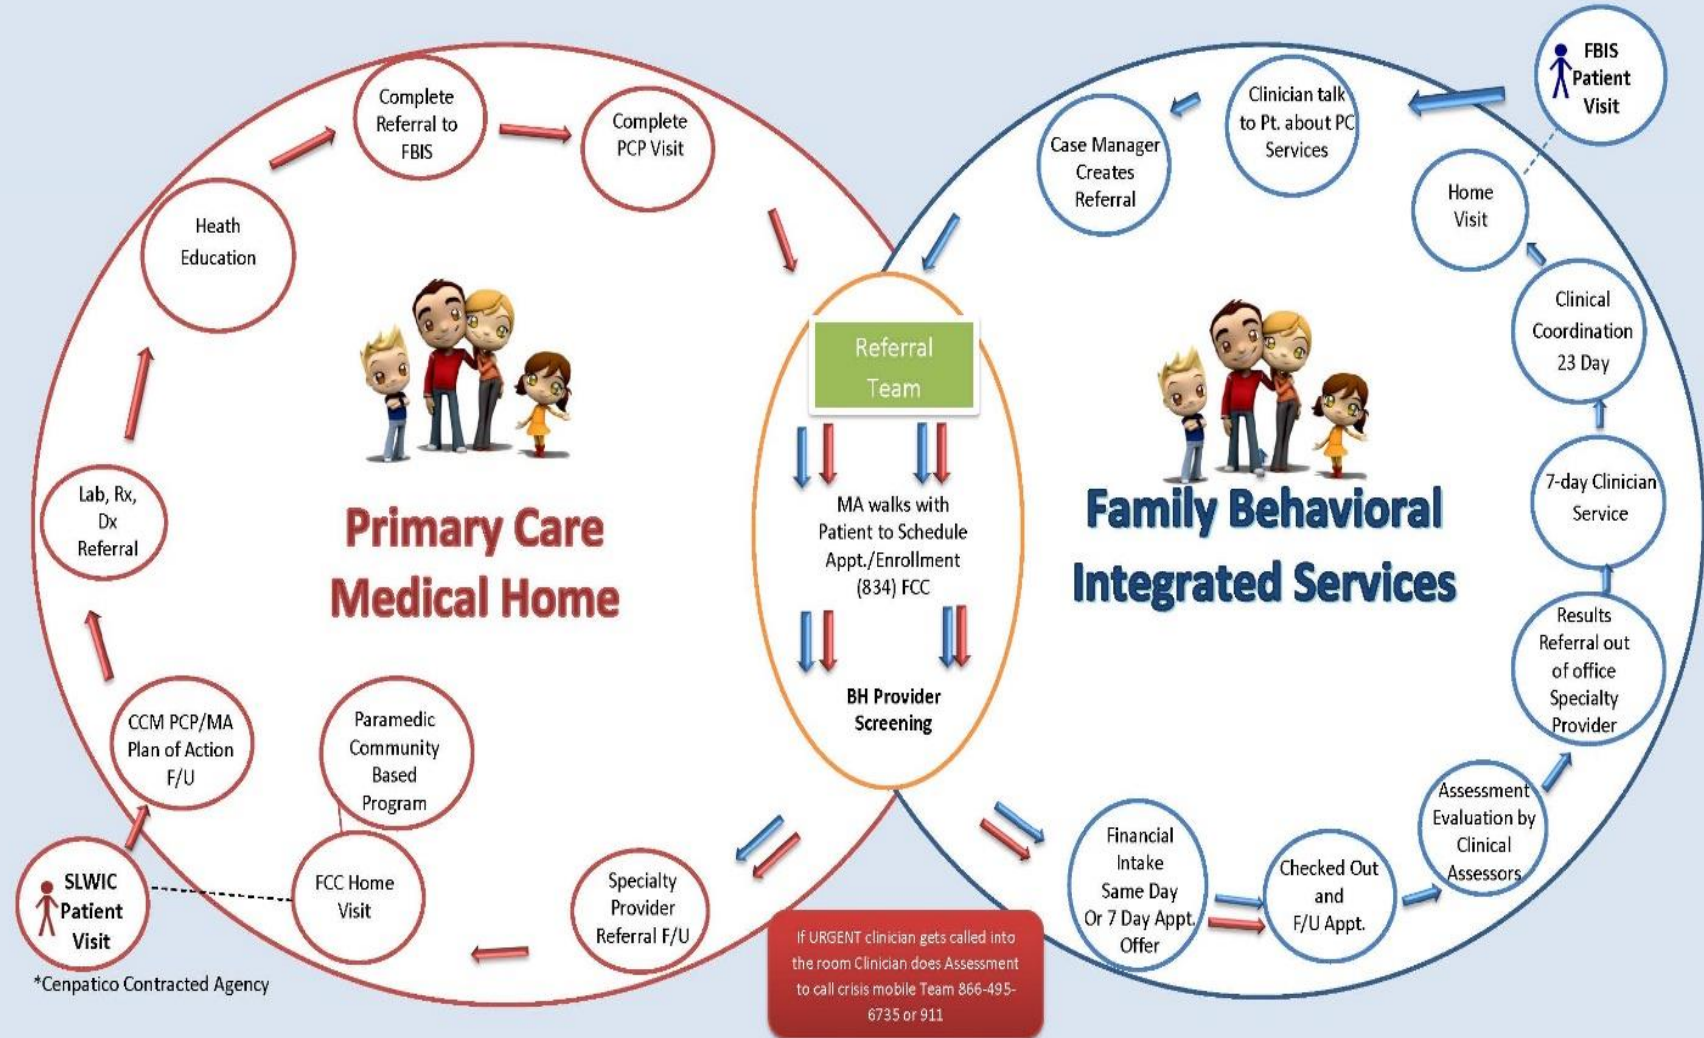 Complete
Referral to
FBIS
Complete
PCP Visit
Heath
Education
Lab, Rx,
Dx
Referral
CCM PCP/MA
Plan of Action
F/U
SLWIC
Patient
Visit
*Cenpatico Contracted Agency
Paramedic
Community
Based
Program
FCC Home
Visit
Specialty
Provider
Referral F/U
Primary Care
Medical Home
Referral
Team
MA walks with
Patient to Schedule
Appt./Enrollment
(834) FCC
BH Provider
Screening
If URGENT clinician gets called into
the room Clinician does Assessment
to call crisis mobile Team 866-495-
6735 or 911
FBIS
Patient
Visit
Clinician talk
to Pt. about PC
Services
Case Manager
Creates
Referral
Home
Visit
Clinical
Coordination
23 Day
7-day Clinician
Service
Results
Referral out
of office
Specialty
Provider
Assessment
Evaluation by
Clinical
Assessors
Checked Out
and
F/U Appt.
Financial
Intake
Same Day
Or 7 Day Appt.
Offer
Family Behavioral
Integrated Services